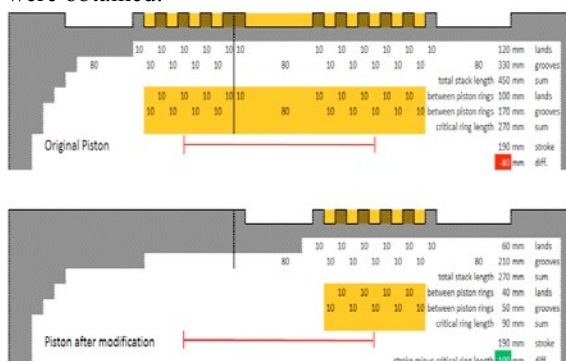 were obtained.
10 10 10 10 10 10 10 10 10 10 10 10 120 mm lands
80 10 10 10 10 80 10 10 10 10 10 80 330 mm grooves
total stack length 450 mm sum
10 10 10 10 10 10 10 10 10 10 between piston rings 100 mm lands
10 10 10 10 80 10 10 10 10 10 between piston rings 170 mm grooves
critical ring length 270 mm sum
Original Piston 190 mm stroke
-80 mm diff.
10 10 10 10 10 10 60 mm lands
80 10 10 10 10 10 80 210 mm grooves
total stack length 270 mm sum
10 10 10 10 between piston rings 40 mm lands
10 10 10 10 10 between piston rings 50 mm grooves
critical ring length 90 mm sum
Piston after modification 190 mm stroke
stroke minus critical ring length 100 mm diff.